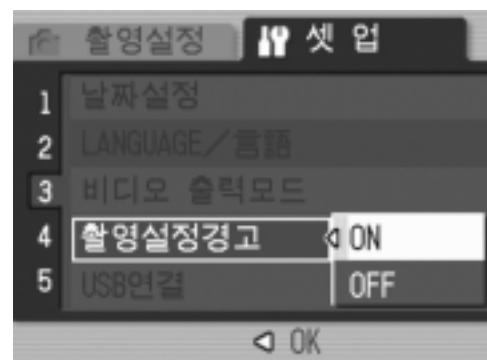 촬영설정 셋 업
1 날짜설정
2 LANGUAGE/言語
3 비디오 출력모드
4 촬영설정경고 ON
5 USB연결 OFF
OK